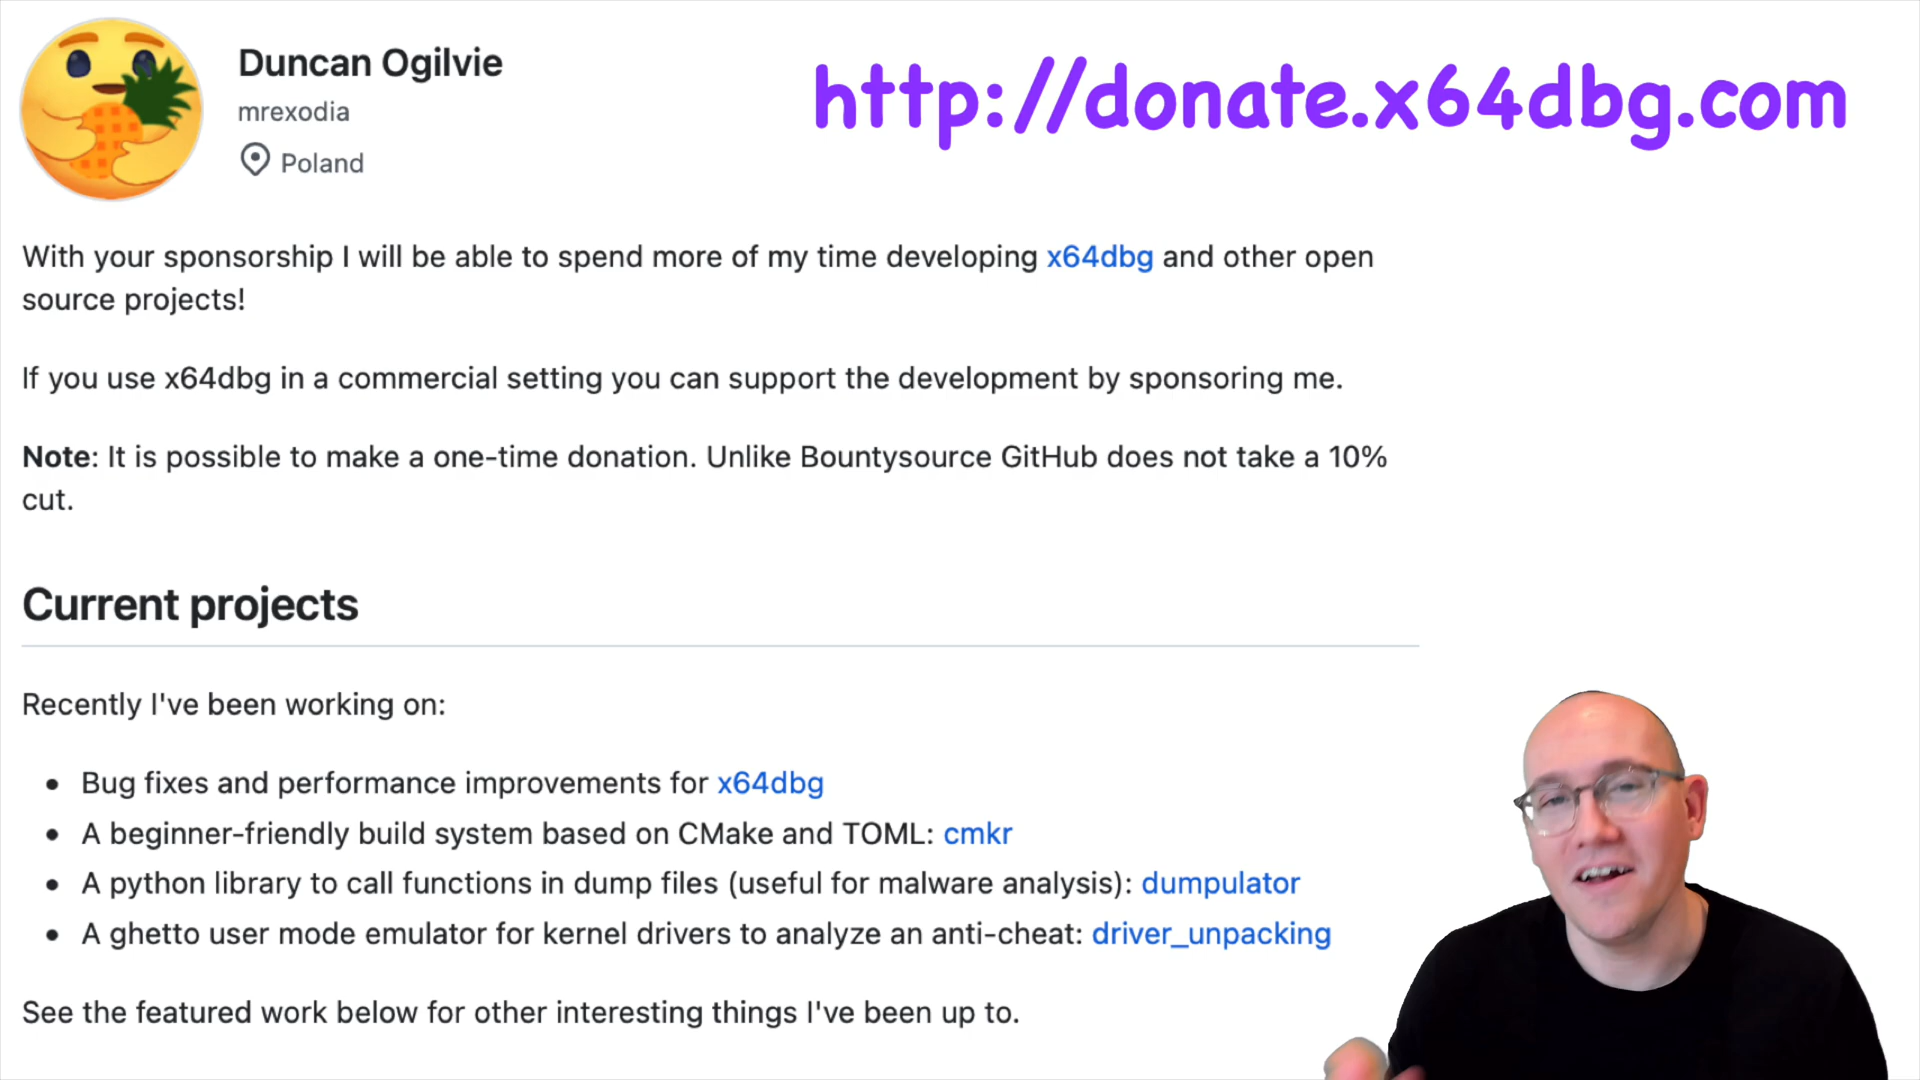 Duncan Ogilvie
mrexodia
Poland
http://donate.x64dbg.com
With your sponsorship I will be able to spend more of my time developing x64dbg and other open
source projects!
If you use x64dbg in a commercial setting you can support the development by sponsoring me.
Note: It is possible to make a one-time donation. Unlike Bountysource GitHub does not take a 10%
cut.
Current projects
Recently I've been working on:
• Bug fixes and performance improvements for x64dbg
• A beginner-friendly build system based on CMake and TOML: cmkr
• A python library to call functions in dump files (useful for malware analysis): dumpulator
• A ghetto user mode emulator for kernel drivers to analyze an anti-cheat: driver_unpacking
See the featured work below for other interesting things I've been up to.